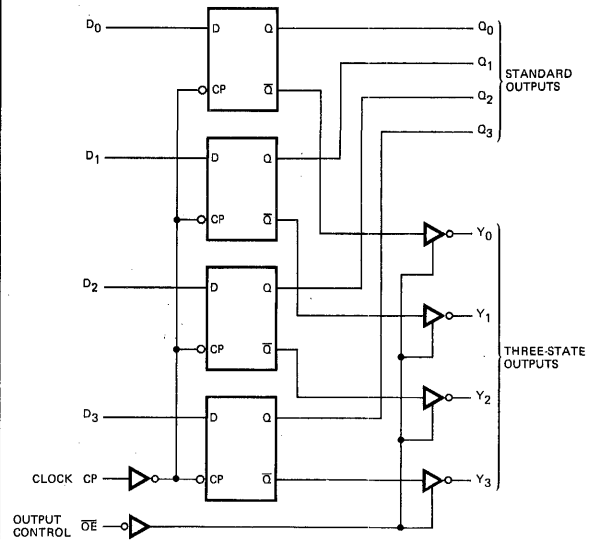 D0 D Q Q0
Q1
STANDARD
OUTPUTS
CP Q̅ Q2
Q3
D1 D Q
CP Q̅
Y0
D2 D Q
Y1
CP Q̅
THREE-STATE
OUTPUTS
Y2
D3 D Q
CLOCK CP CP Q̅ Y3
OUTPUT
CONTROL O̅E̅